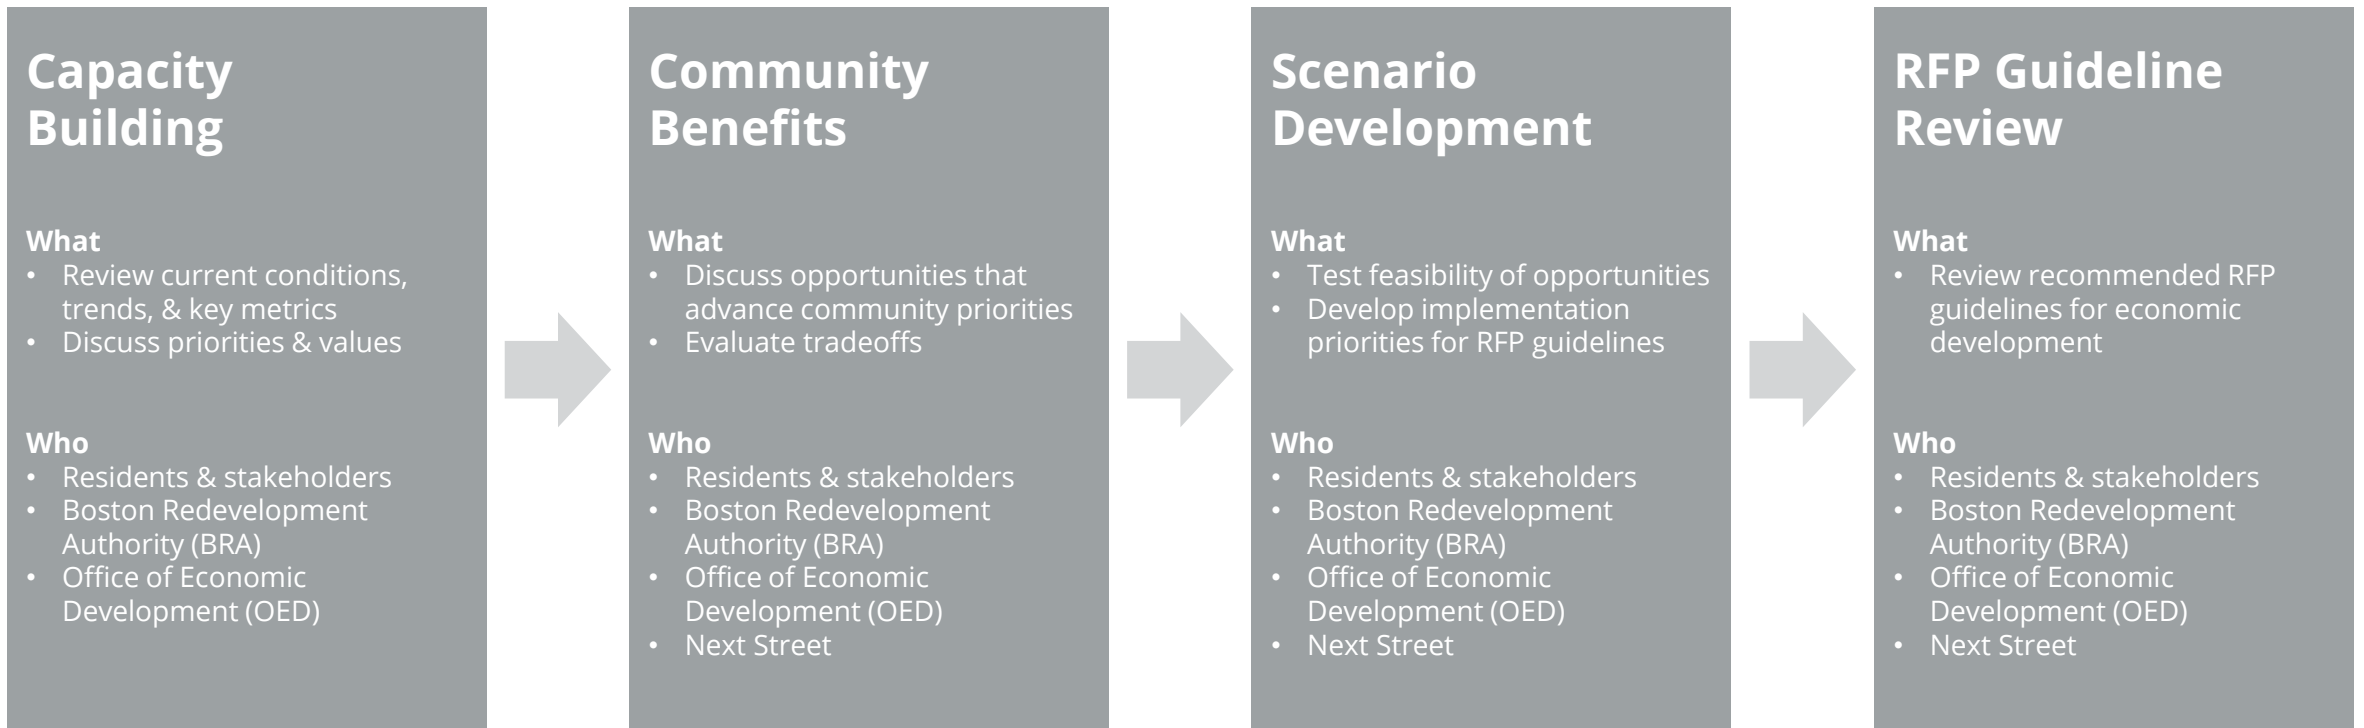 Capacity
Building
What
• Review current conditions,
trends, & key metrics
• Discuss priorities & values
Who
• Residents & stakeholders
• Boston Redevelopment
Authority (BRA)
• Office of Economic
Development (OED)
Community
Benefits
What
• Discuss opportunities that
advance community priorities
• Evaluate tradeoffs
Who
• Residents & stakeholders
• Boston Redevelopment
Authority (BRA)
• Office of Economic
Development (OED)
• Next Street
Scenario
Development
What
• Test feasibility of opportunities
• Develop implementation
priorities for RFP guidelines
Who
• Residents & stakeholders
• Boston Redevelopment
Authority (BRA)
• Office of Economic
Development (OED)
• Next Street
RFP Guideline
Review
What
• Review recommended RFP
guidelines for economic
development
Who
• Residents & stakeholders
• Boston Redevelopment
Authority (BRA)
• Office of Economic
Development (OED)
• Next Street